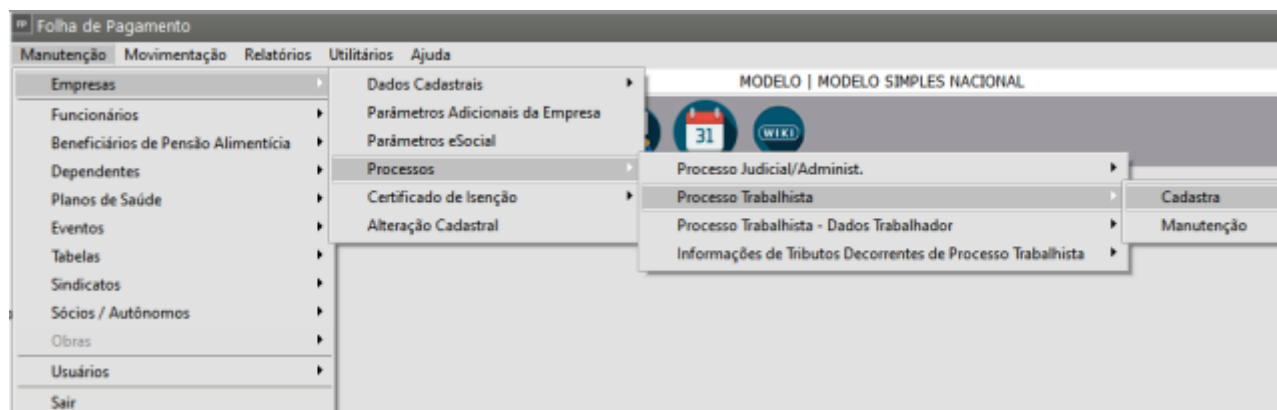 FP Folha de Pagamento
Manutenção Movimentação Relatórios Utilitários Ajuda
MODELO | MODELO SIMPLES NACIONAL
31
WIKI
Empresas
Funcionários
Beneficiários de Pensão Alimentícia
Dependentes
Planos de Saúde
Eventos
Tabelas
Sindicatos
Sócios / Autônomos
Obras
Usuários
Sair
Dados Cadastrais
Parâmetros Adicionais da Empresa
Parâmetros eSocial
Processos
Certificado de Isenção
Alteração Cadastral
Processo Judicial/Administ.
Processo Trabalhista
Processo Trabalhista - Dados Trabalhador
Informações de Tributos Decorrentes de Processo Trabalhista
Cadastra
Manutenção